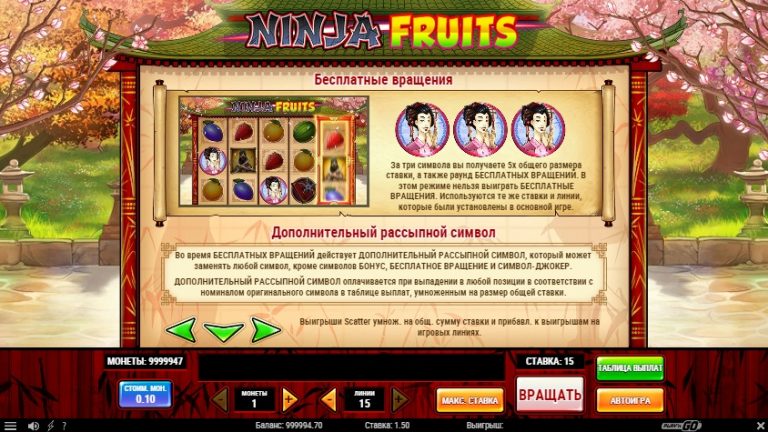 NINJA FRUITS
Бесплатные вращения
NINJA FRUITS
За три символа вы получаете 5x общего размера
ставки, а также раунд БЕСПЛАТНЫХ ВРАЩЕНИЙ. В
этом режиме нельзя выиграть БЕСПЛАТНЫЕ
ВРАЩЕНИЯ. Используются те же ставки и линии,
которые были установлены в основной игре.
Дополнительный рассыпной символ
Во время БЕСПЛАТНЫХ ВРАЩЕНИЙ действует ДОПОЛНИТЕЛЬНЫЙ РАССЫПНОЙ СИМВОЛ, который может
заменять любой символ, кроме символов БОНУС, БЕСПЛАТНОЕ ВРАЩЕНИЕ И СИМВОЛ-ДЖОКЕР.
ДОПОЛНИТЕЛЬНЫЙ РАССЫПНОЙ СИМВОЛ оплачивается при выпадении в любой позиции в соответствии с
номиналом оригинального символа в таблице выплат, умноженным на размер общей ставки.
Выигрыши Scatter умнож. на общ. сумму ставки и прибавл. к выигрышам на
игровых линиях.
МОНЕТЫ: 9999947
СТАВКА: 15
ТАБЛИЦА ВЫПЛАТ
СТОИМ. МОН.
0.10
МОНЕТЫ
1
ЛИНИИ
15
МАКС. СТАВКА
ВРАЩАТЬ
АВТОИГРА
? Баланс: 999994.70 Ставка: 1.50 Выигрыш: PLAY'N GO